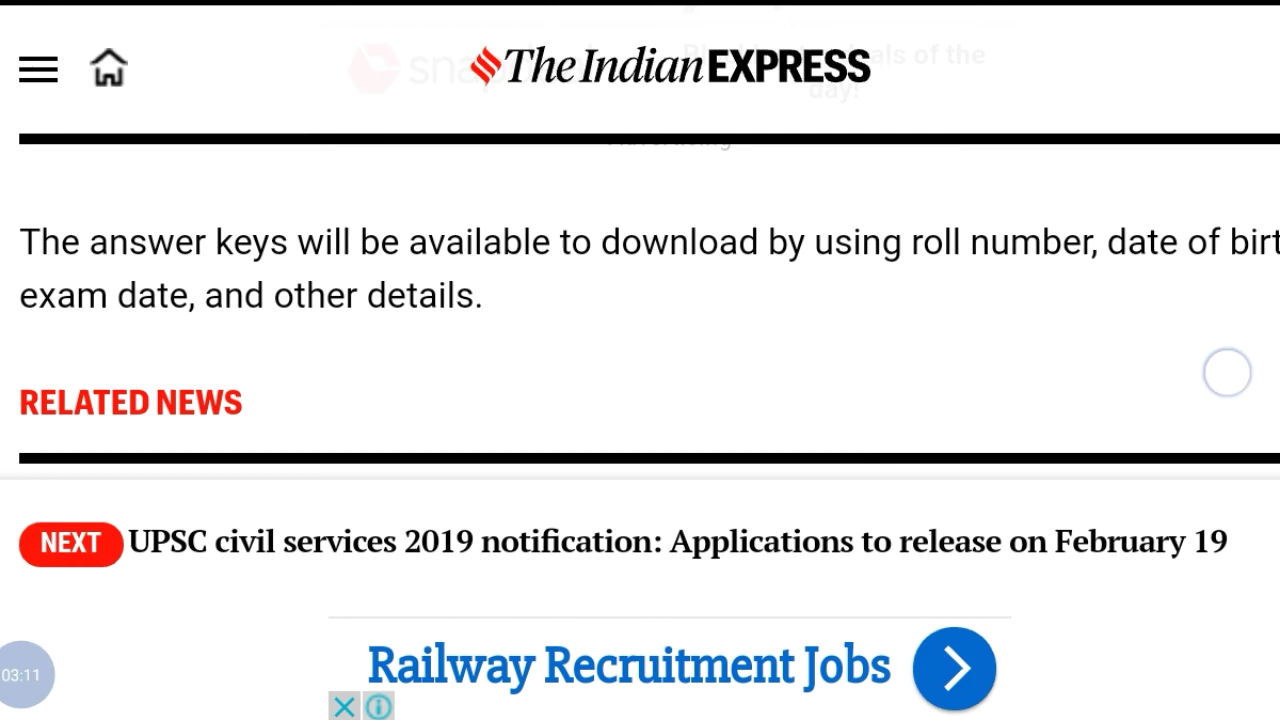 The Indian EXPRESS
The answer keys will be available to download by using roll number, date of birt
exam date, and other details.
RELATED NEWS
NEXT UPSC civil services 2019 notification: Applications to release on February 19
Railway Recruitment Jobs
03:11